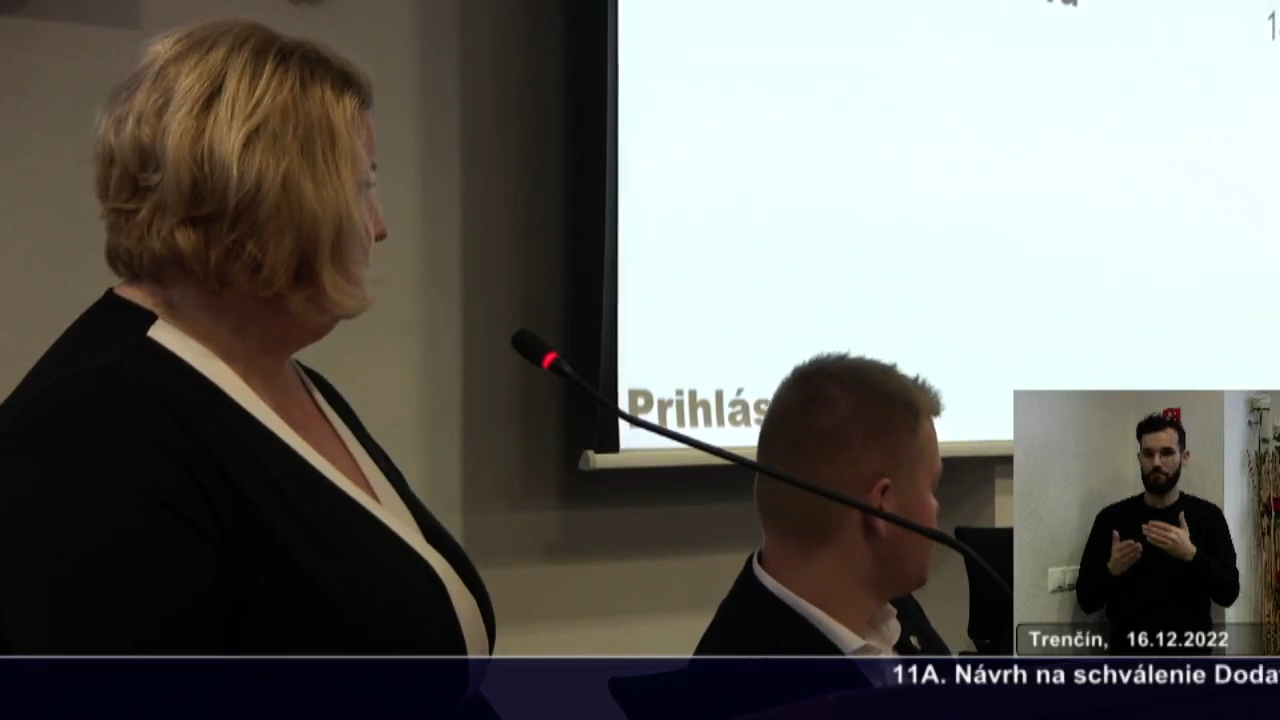 Prihlás
Trenčín, 16.12.2022
11A. Návrh na schválenie Doda